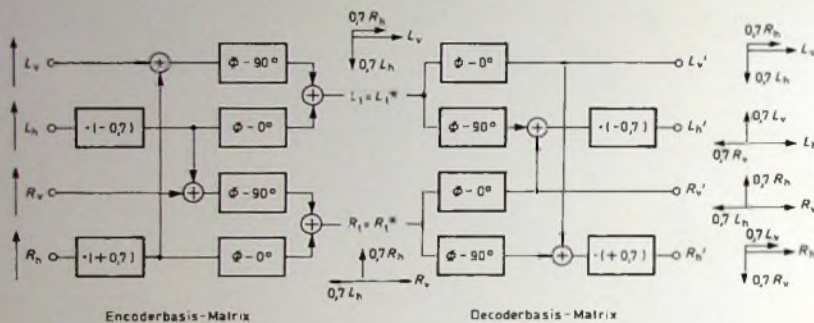 0,7 R_h
L_v
0,7 L_h
L_v
Φ-90°
Φ-0°
L_v'
0,7 R_h
L_v
0,7 L_h
L_h
·(-0,7)
Φ-0°
L_t = L_t*
Φ-90°
·(-0,7)
L_h'
0,7 L_v
0,7 R_v
R_v
Φ-90°
Φ-0°
R_v'
0,7 R_h
0,7 L_h
R_h
·(+0,7)
Φ-0°
R_t = R_t*
Φ-90°
·(+0,7)
R_h'
0,7 L_v
R_h
0,7 R_v
0,7 R_h
0,7 L_h
R_v
Encoderbasis-Matrix
Decoderbasis-Matrix